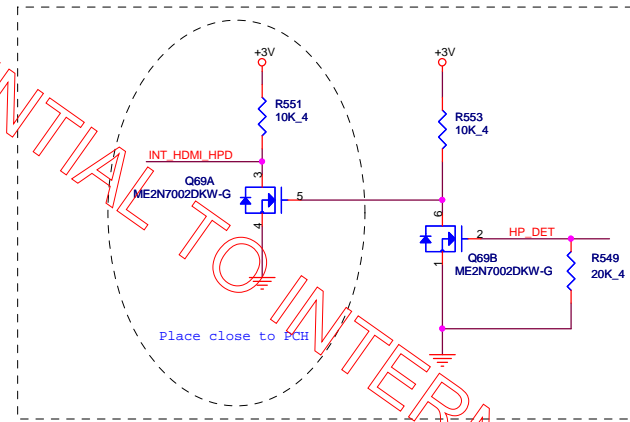 +3V
+3V
R551
10K_4
R553
10K_4
INT_HDMI_HPD
3
Q69A
ME2N7002DKW-G
5
4
6
2
HP_DET
1
Q69B
ME2N7002DKW-G
R549
20K_4
Place close to PCH
NTIAL TO INTERA